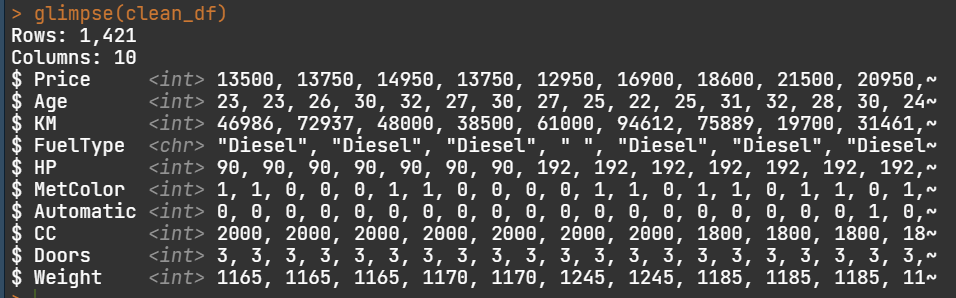 > glimpse(clean_df)
Rows: 1,421
Columns: 10
$ Price     <int> 13500, 13750, 14950, 13750, 12950, 16900, 18600, 21500, 20950,~
$ Age       <int> 23, 23, 26, 30, 32, 27, 30, 27, 25, 22, 25, 31, 32, 28, 30, 24~
$ KM        <int> 46986, 72937, 48000, 38500, 61000, 94612, 75889, 19700, 31461,~
$ FuelType  <chr> "Diesel", "Diesel", "Diesel", " ", "Diesel", "Diesel", "Diesel~
$ HP        <int> 90, 90, 90, 90, 90, 90, 90, 192, 192, 192, 192, 192, 192, 192,~
$ MetColor  <int> 1, 1, 0, 0, 0, 1, 1, 0, 0, 0, 0, 1, 1, 0, 1, 1, 0, 1, 1, 0, 1,~
$ Automatic <int> 0, 0, 0, 0, 0, 0, 0, 0, 0, 0, 0, 0, 0, 0, 0, 0, 0, 0, 1, 0,~
$ CC        <int> 2000, 2000, 2000, 2000, 2000, 2000, 2000, 1800, 1800, 1800, 18~
$ Doors     <int> 3, 3, 3, 3, 3, 3, 3, 3, 3, 3, 3, 3, 3, 3, 3, 3, 3, 3, 3, 3, 3,~
$ Weight    <int> 1165, 1165, 1165, 1170, 1170, 1245, 1245, 1185, 1185, 1185, 11~
>